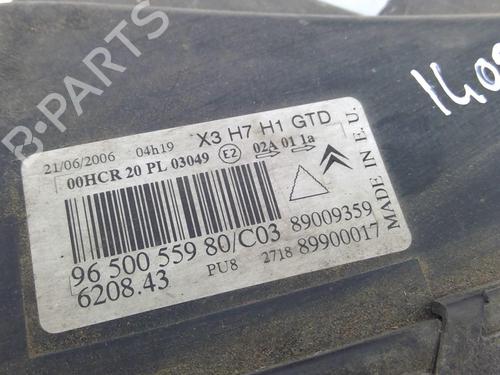 21/06/2006 04h19 X3 H7 H1 GTD
00HCR 20 PL 03049 E2 02A 01 1a
96 500 559 80/C03 89009359
6208.43 PU8 2718 89900017
MADE IN E.U.
B-PARTS